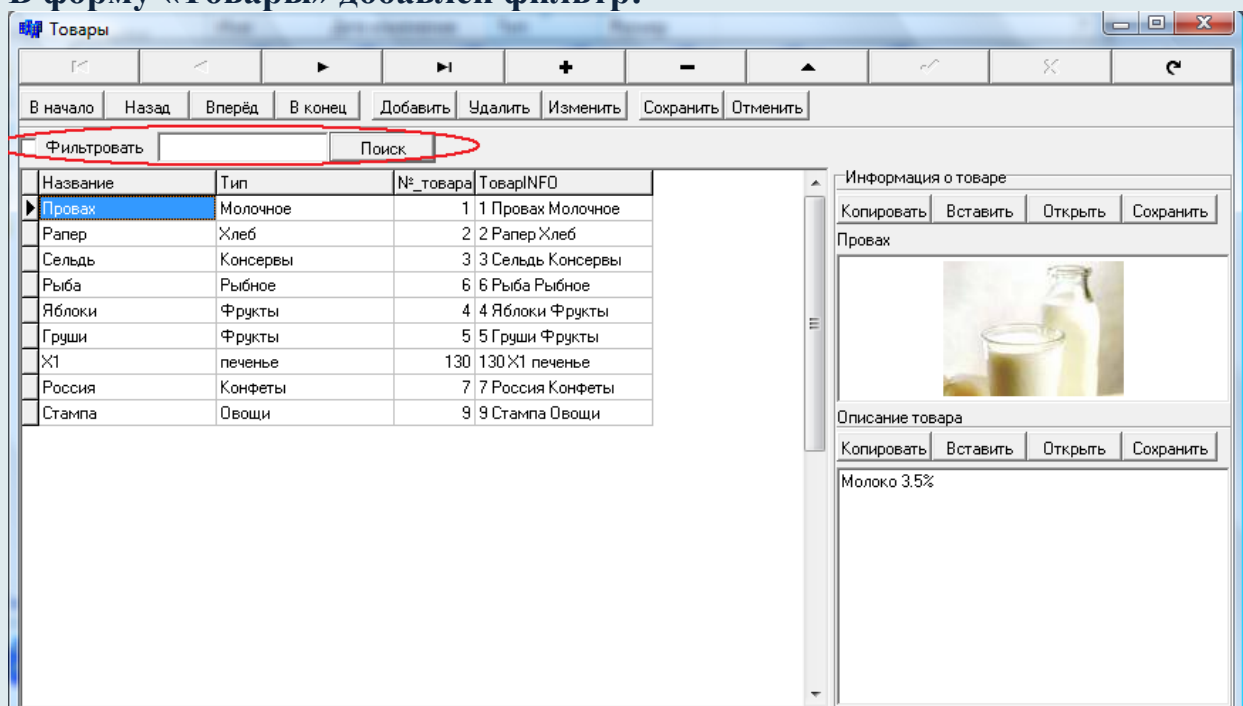 В форму «Товары» добавлен фильтр:
Товары
В начало Назад Вперёд В конец Добавить Удалить Изменить Сохранить Отменить
Фильтровать Поиск
Название Тип №_товара ТоварINFO
Провах Молочное 1 1 Провах Молочное
Рапер Хлеб 2 2 Рапер Хлеб
Сельдь Консервы 3 3 Сельдь Консервы
Рыба Рыбное 6 6 Рыба Рыбное
Яблоки Фрукты 4 4 Яблоки Фрукты
Груши Фрукты 5 5 Груши Фрукты
Х1 печенье 130 130 Х1 печенье
Россия Конфеты 7 7 Россия Конфеты
Стампа Овощи 9 9 Стампа Овощи
Информация о товаре
Копировать Вставить Открыть Сохранить
Провах
Описание товара
Копировать Вставить Открыть Сохранить
Молоко 3.5%